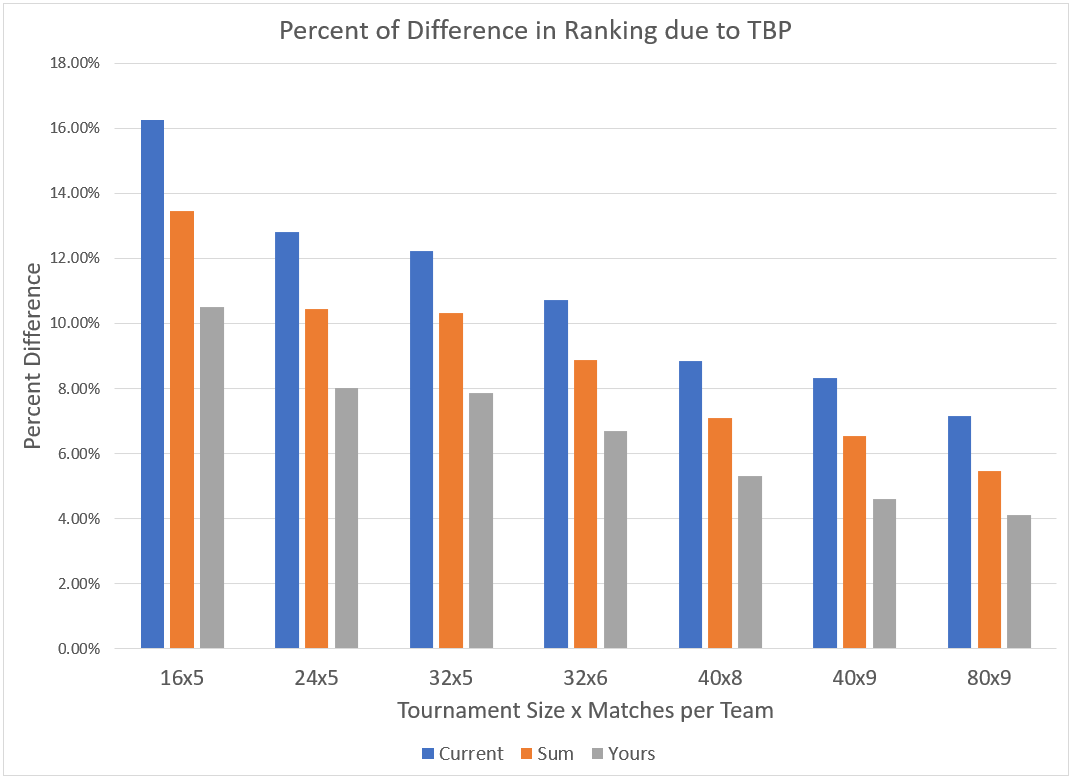 Percent of Difference in Ranking due to TBP
18.00%
16.00%
14.00%
12.00%
10.00%
8.00%
6.00%
4.00%
2.00%
0.00%
Percent Difference
16x5 24x5 32x5 32x6 40x8 40x9 80x9
Tournament Size x Matches per Team
Current Sum Yours